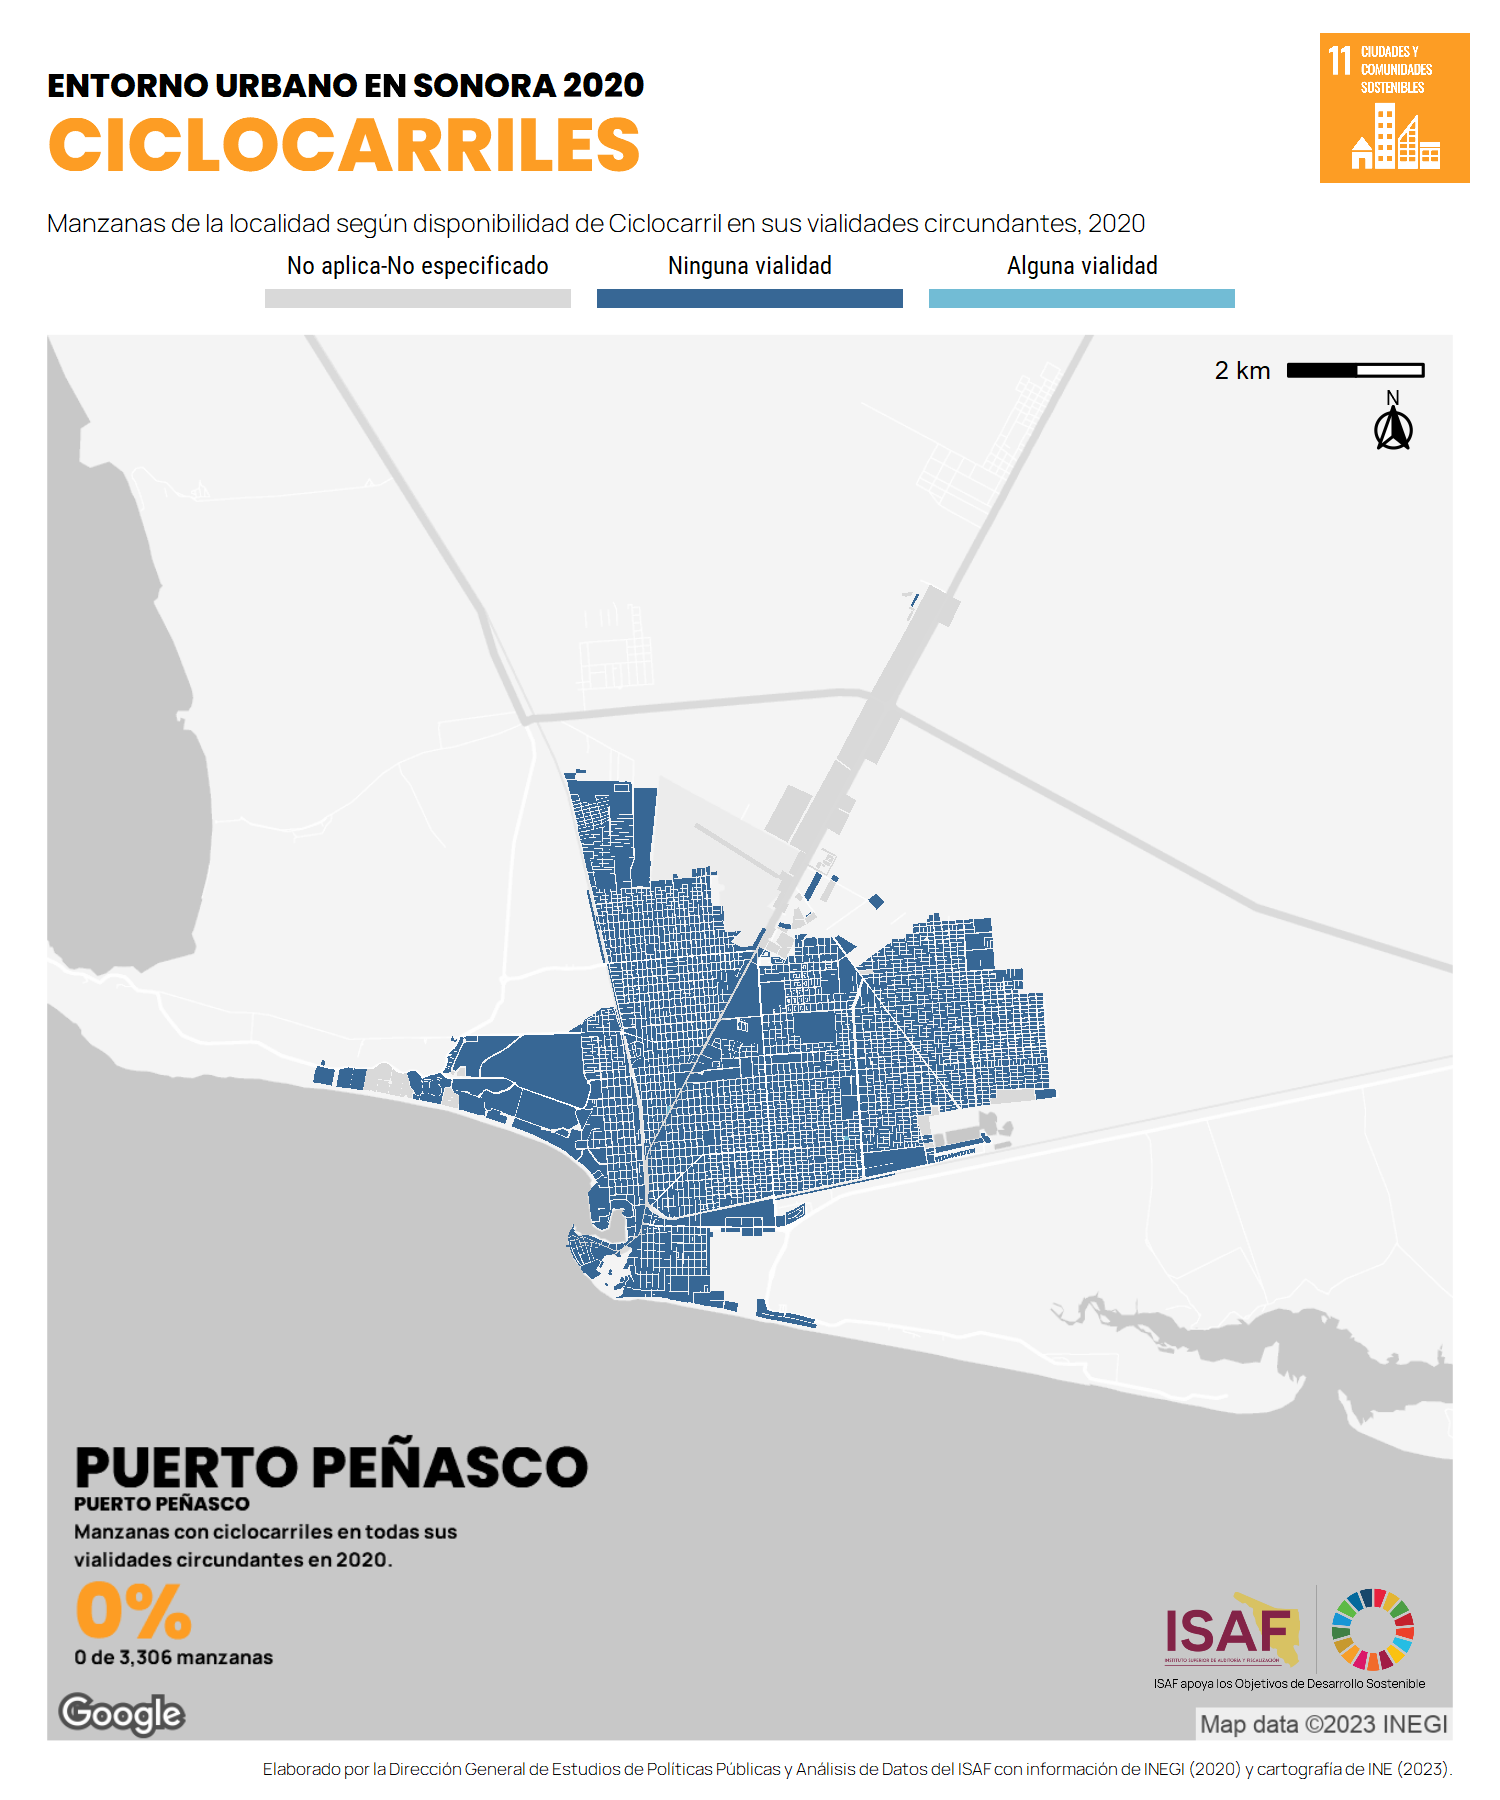 ENTORNO URBANO EN SONORA 2020
CICLOCARRILES
11 CIUDADES Y
COMUNIDADES
SOSTENIBLES
Manzanas de la localidad según disponibilidad de Ciclocarril en sus vialidades circundantes, 2020
No aplica-No especificado
Ninguna vialidad
Alguna vialidad
2 km
N
PUERTO PEÑASCO
PUERTO PEÑASCO
Manzanas con ciclocarriles en todas sus
vialidades circundantes en 2020.
0%
0 de 3,306 manzanas
ISAF
INSTITUTO SUPERIOR DE AUDITORÍA Y FISCALIZACIÓN
ISAF apoya los Objetivos de Desarrollo Sostenible
Google
Map data ©2023 INEGI
Elaborado por la Dirección General de Estudios de Políticas Públicas y Análisis de Datos del ISAF con información de INEGI (2020) y cartografía de INE (2023).